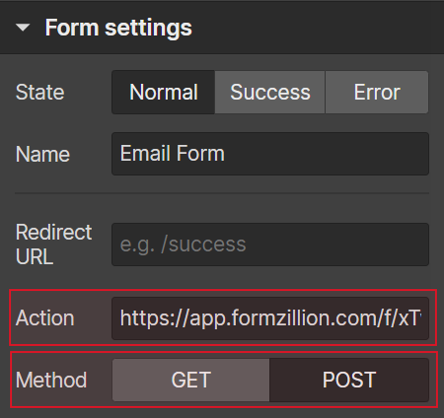 Form settings
State Normal Success Error
Name Email Form
Redirect URL e.g. /success
Action https://app.formzillion.com/f/xT
Method GET POST